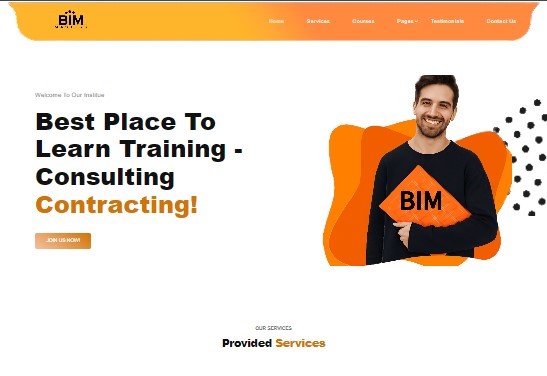 BIM
Home Services Courses Pages Testimonials Contact Us
Welcome To Our Institue
Best Place To
Learn Training -
Consulting
Contracting!
BIM
JOIN US NOW!
OUR SERVICES
Provided Services